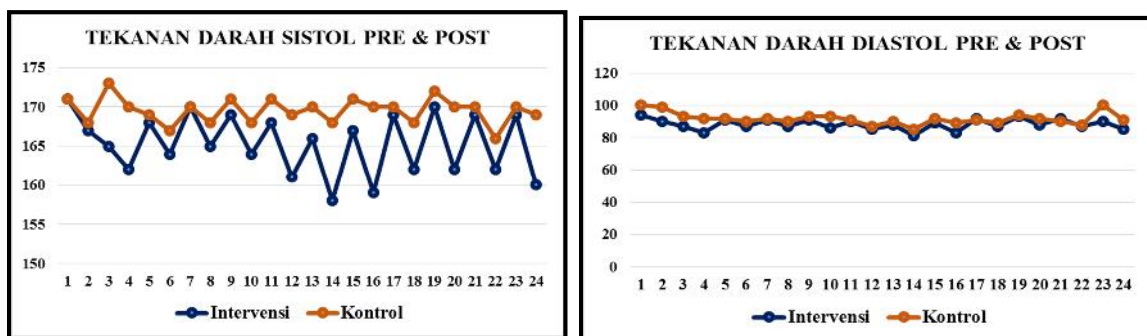 TEKANAN DARAH SISTOL PRE & POST
175
170
165
160
155
150
1 2 3 4 5 6 7 8 9 10 11 12 13 14 15 16 17 18 19 20 21 22 23 24
Intervensi Kontrol
TEKANAN DARAH DIASTOL PRE & POST
120
100
80
60
40
20
0
1 2 3 4 5 6 7 8 9 10 11 12 13 14 15 16 17 18 19 20 21 22 23 24
Intervensi Kontrol